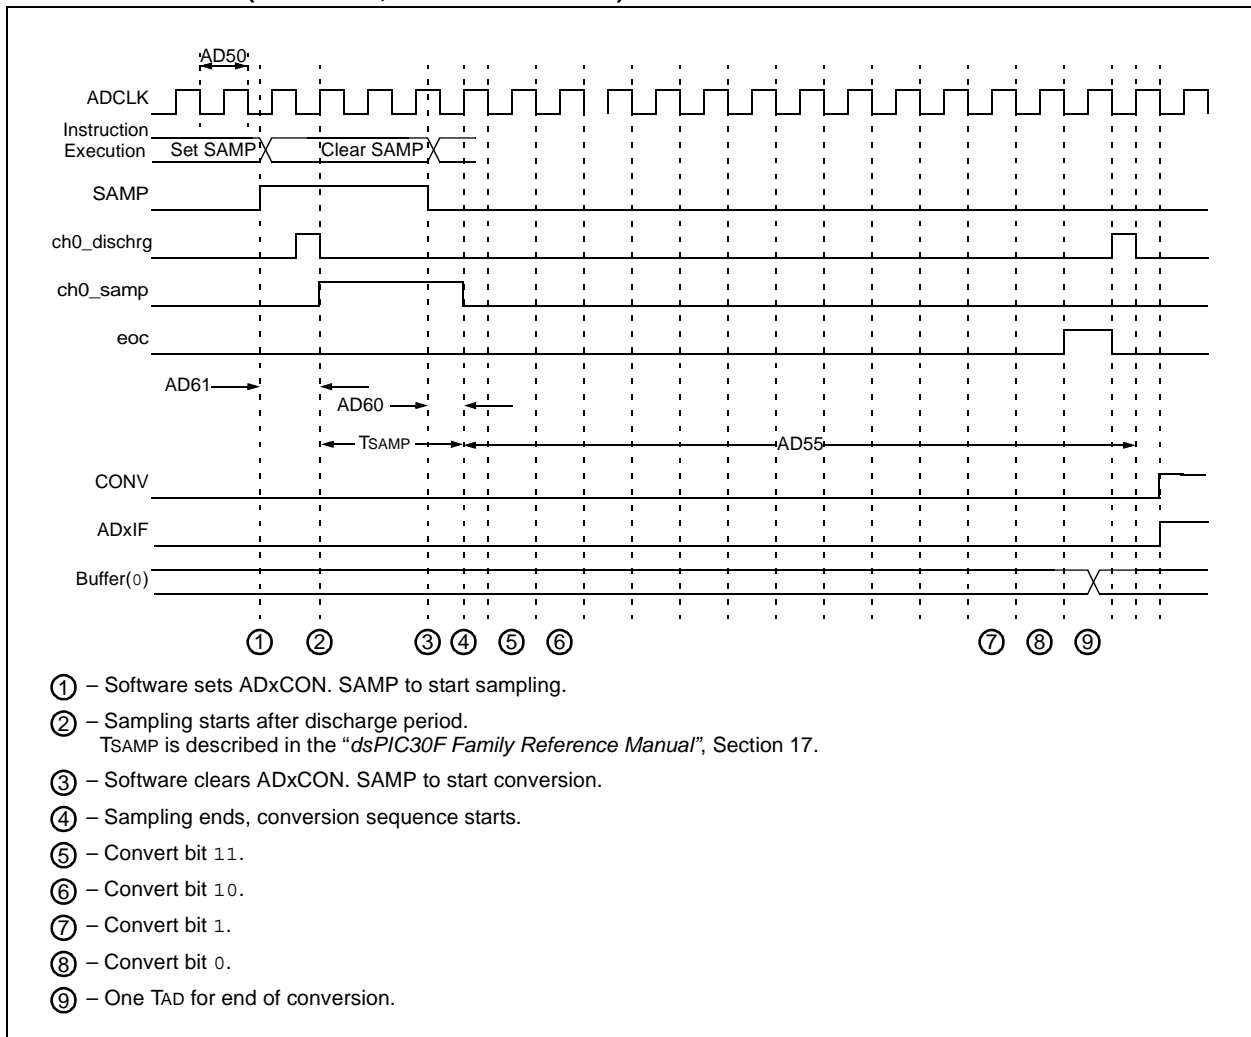 AD50
ADCLK
Instruction
Execution
Set SAMP
Clear SAMP
SAMP
ch0_dischrg
ch0_samp
eoc
AD61
AD60
TSAMP
AD55
CONV
ADxIF
Buffer(0)
1 2 3 4 5 6 7 8 9
1 – Software sets ADxCON. SAMP to start sampling.
2 – Sampling starts after discharge period.
TSAMP is described in the “dsPIC30F Family Reference Manual”, Section 17.
3 – Software clears ADxCON. SAMP to start conversion.
4 – Sampling ends, conversion sequence starts.
5 – Convert bit 11.
6 – Convert bit 10.
7 – Convert bit 1.
8 – Convert bit 0.
9 – One TAD for end of conversion.